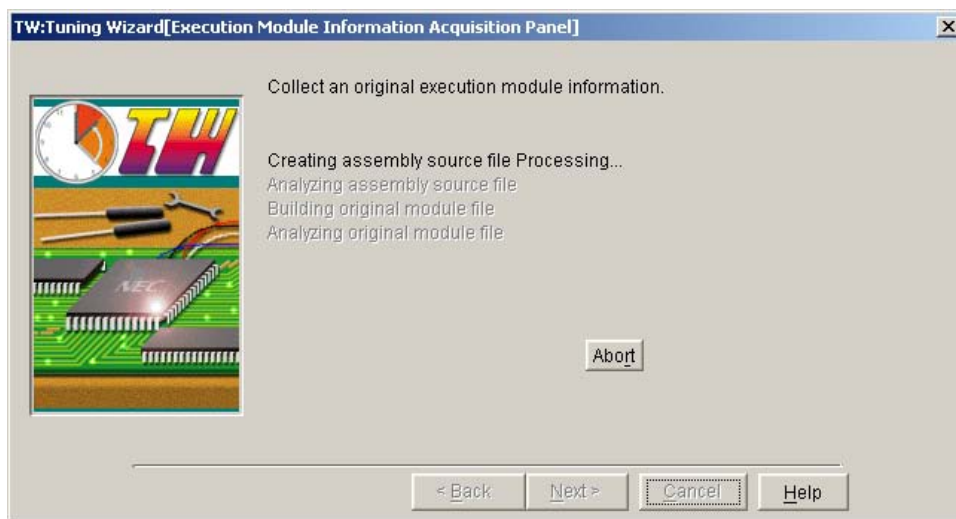 TW:Tuning Wizard[Execution Module Information Acquisition Panel]
Collect an original execution module information.
TW
Creating assembly source file Processing...
Analyzing assembly source file
Building original module file
Analyzing original module file
NEC
Abort
< Back
Next >
Cancel
Help